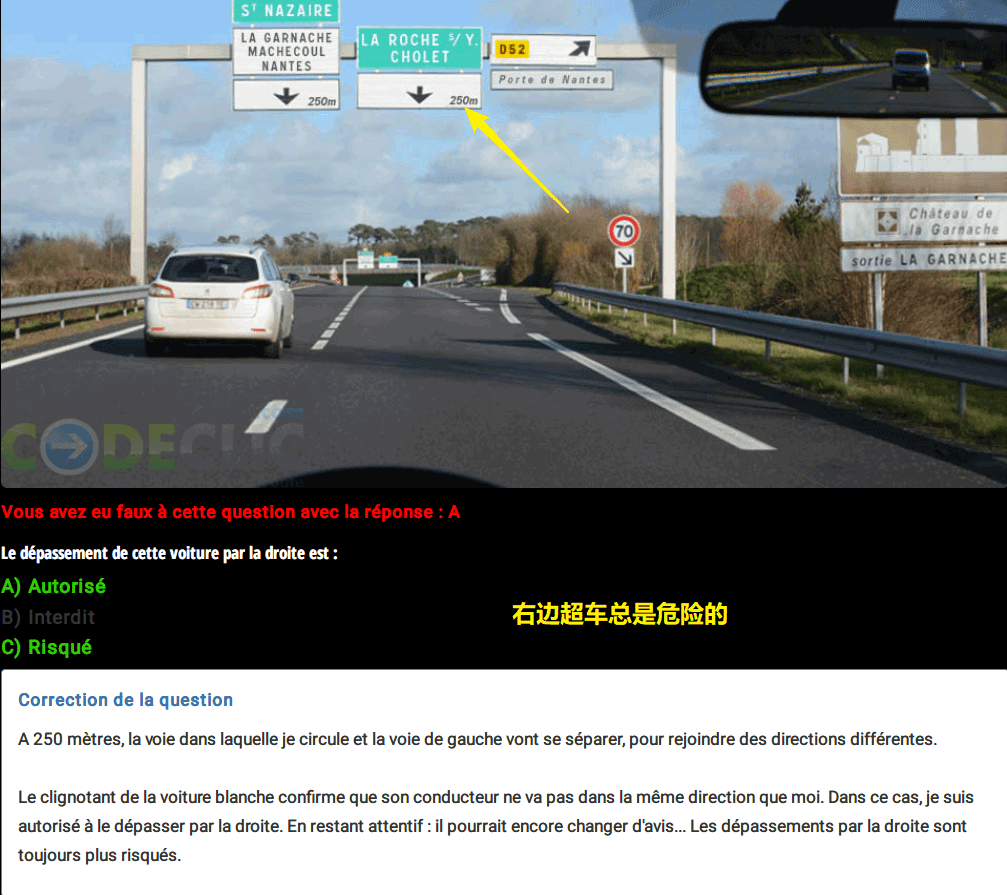 Sᵀ NAZAIRE
LA GARNACHE
MACHECOUL
NANTES
250m
LA ROCHE S/Y.
CHOLET
250m
D52
Porte de Nantes
70
Château de
la Garnache
sortie LA GARNACHE
CODECLIC
Vous avez eu faux à cette question avec la réponse : A
Le dépassement de cette voiture par la droite est :
A) Autorisé
B) Interdit
C) Risqué
右边超车总是危险的
Correction de la question
A 250 mètres, la voie dans laquelle je circule et la voie de gauche vont se séparer, pour rejoindre des directions différentes.
Le clignotant de la voiture blanche confirme que son conducteur ne va pas dans la même direction que moi. Dans ce cas, je suis
autorisé à le dépasser par la droite. En restant attentif : il pourrait encore changer d'avis... Les dépassements par la droite sont
toujours plus risqués.